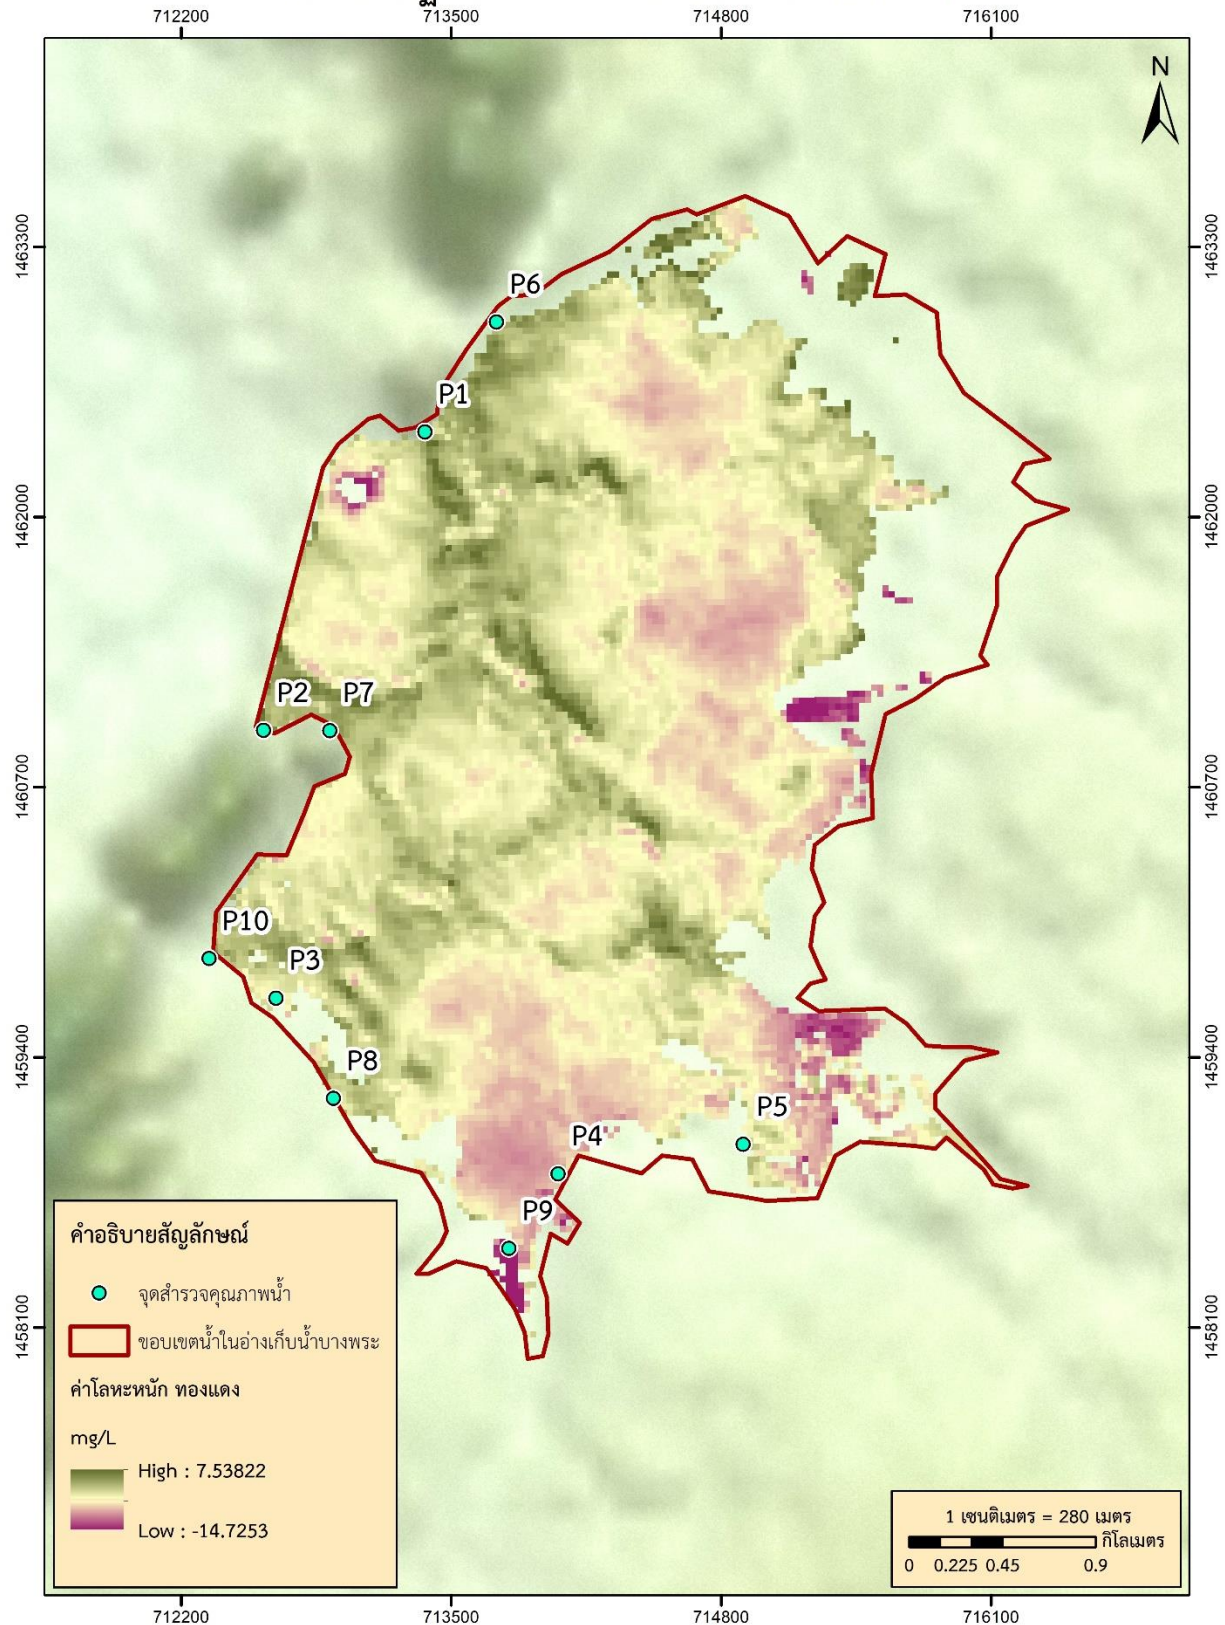 712200 713500 714800 716100
N
1463300 1463300
P6
P1
1462000 1462000
P2 P7
1460700 1460700
P10
P3
1459400 1459400
P8
P5
P4
P9
1458100 1458100
คำอธิบายสัญลักษณ์
จุดสำรวจคุณภาพน้ำ
ขอบเขตน้ำในอ่างเก็บน้ำบางพระ
ค่าโลหะหนัก ทองแดง
mg/L
High : 7.53822
Low : -14.7253
1 เซนติเมตร = 280 เมตร
กิโลเมตร
0 0.225 0.45 0.9
712200 713500 714800 716100